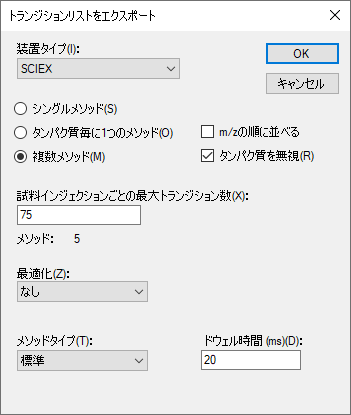 トランジションリストをエクスポート
装置タイプ(I):
SCIEX
OK
キャンセル
シングルメソッド(S)
タンパク質毎に1つのメソッド(O)
m/zの順に並べる
複数メソッド(M)
タンパク質を無視(R)
試料インジェクションごとの最大トランジション数(X):
75
メソッド: 5
最適化(Z):
なし
メソッドタイプ(T):
ドウェル時間 (ms)(D):
標準
20